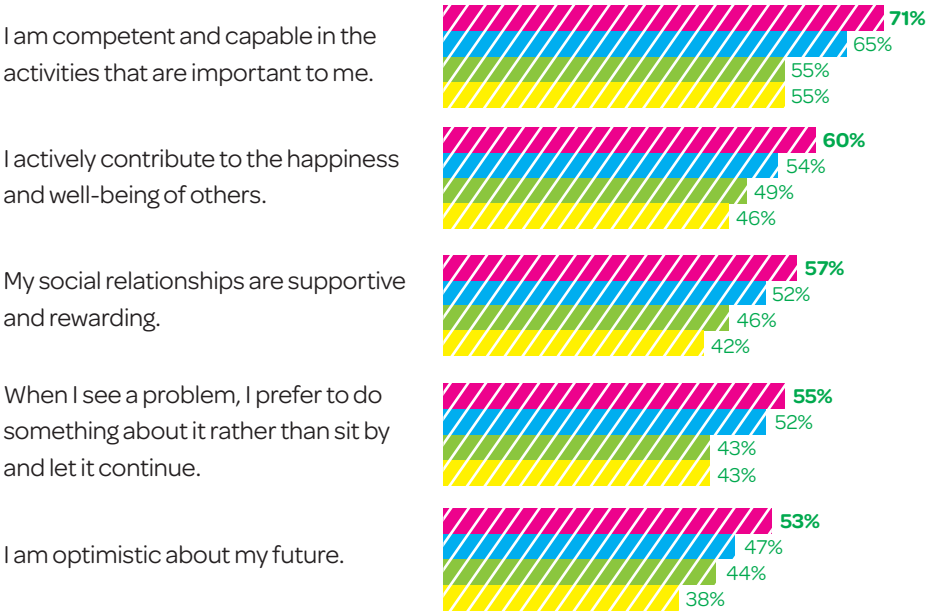 I am competent and capable in the
activities that are important to me.
71%
65%
55%
55%
I actively contribute to the happiness
and well-being of others.
60%
54%
49%
46%
My social relationships are supportive
and rewarding.
57%
52%
46%
42%
When I see a problem, I prefer to do
something about it rather than sit by
and let it continue.
55%
52%
43%
43%
I am optimistic about my future.
53%
47%
44%
38%